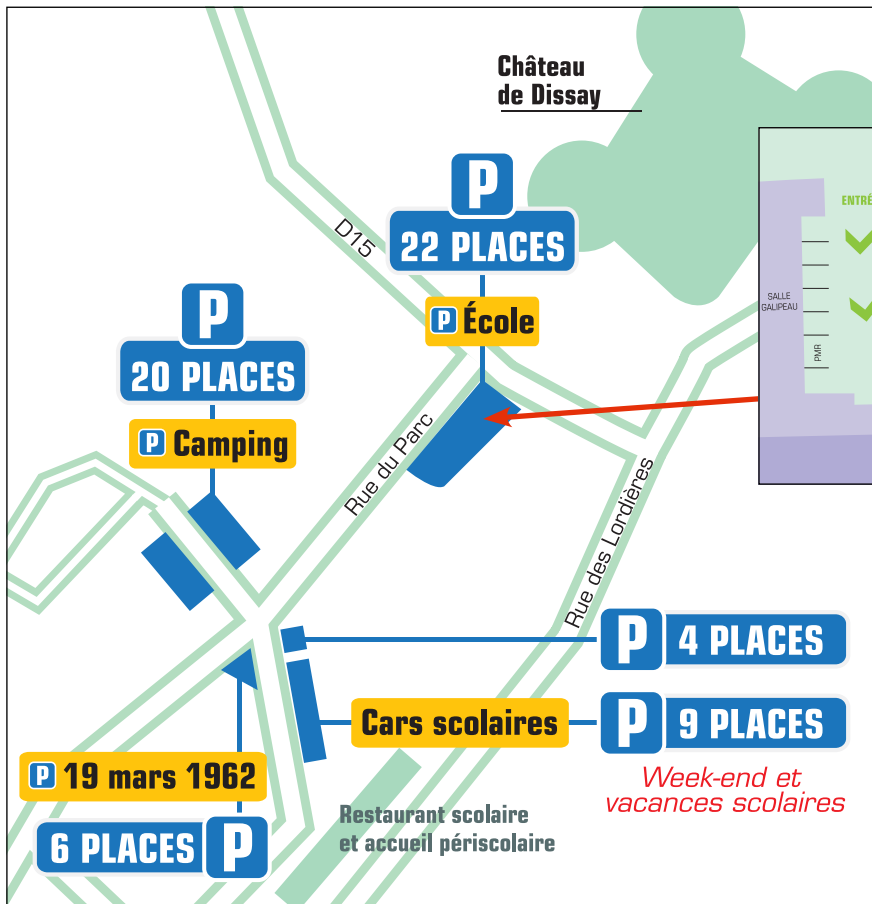 Château
de Dissay
P
22 PLACES
P École
D15
P
20 PLACES
P Camping
Rue du Parc
Rue des Lordières
ENTRÉ
SALLE
GALIPEAU
PMR
P 4 PLACES
Cars scolaires
P 9 PLACES
Week-end et
vacances scolaires
P 19 mars 1962
6 PLACES P
Restaurant scolaire
et accueil périscolaire